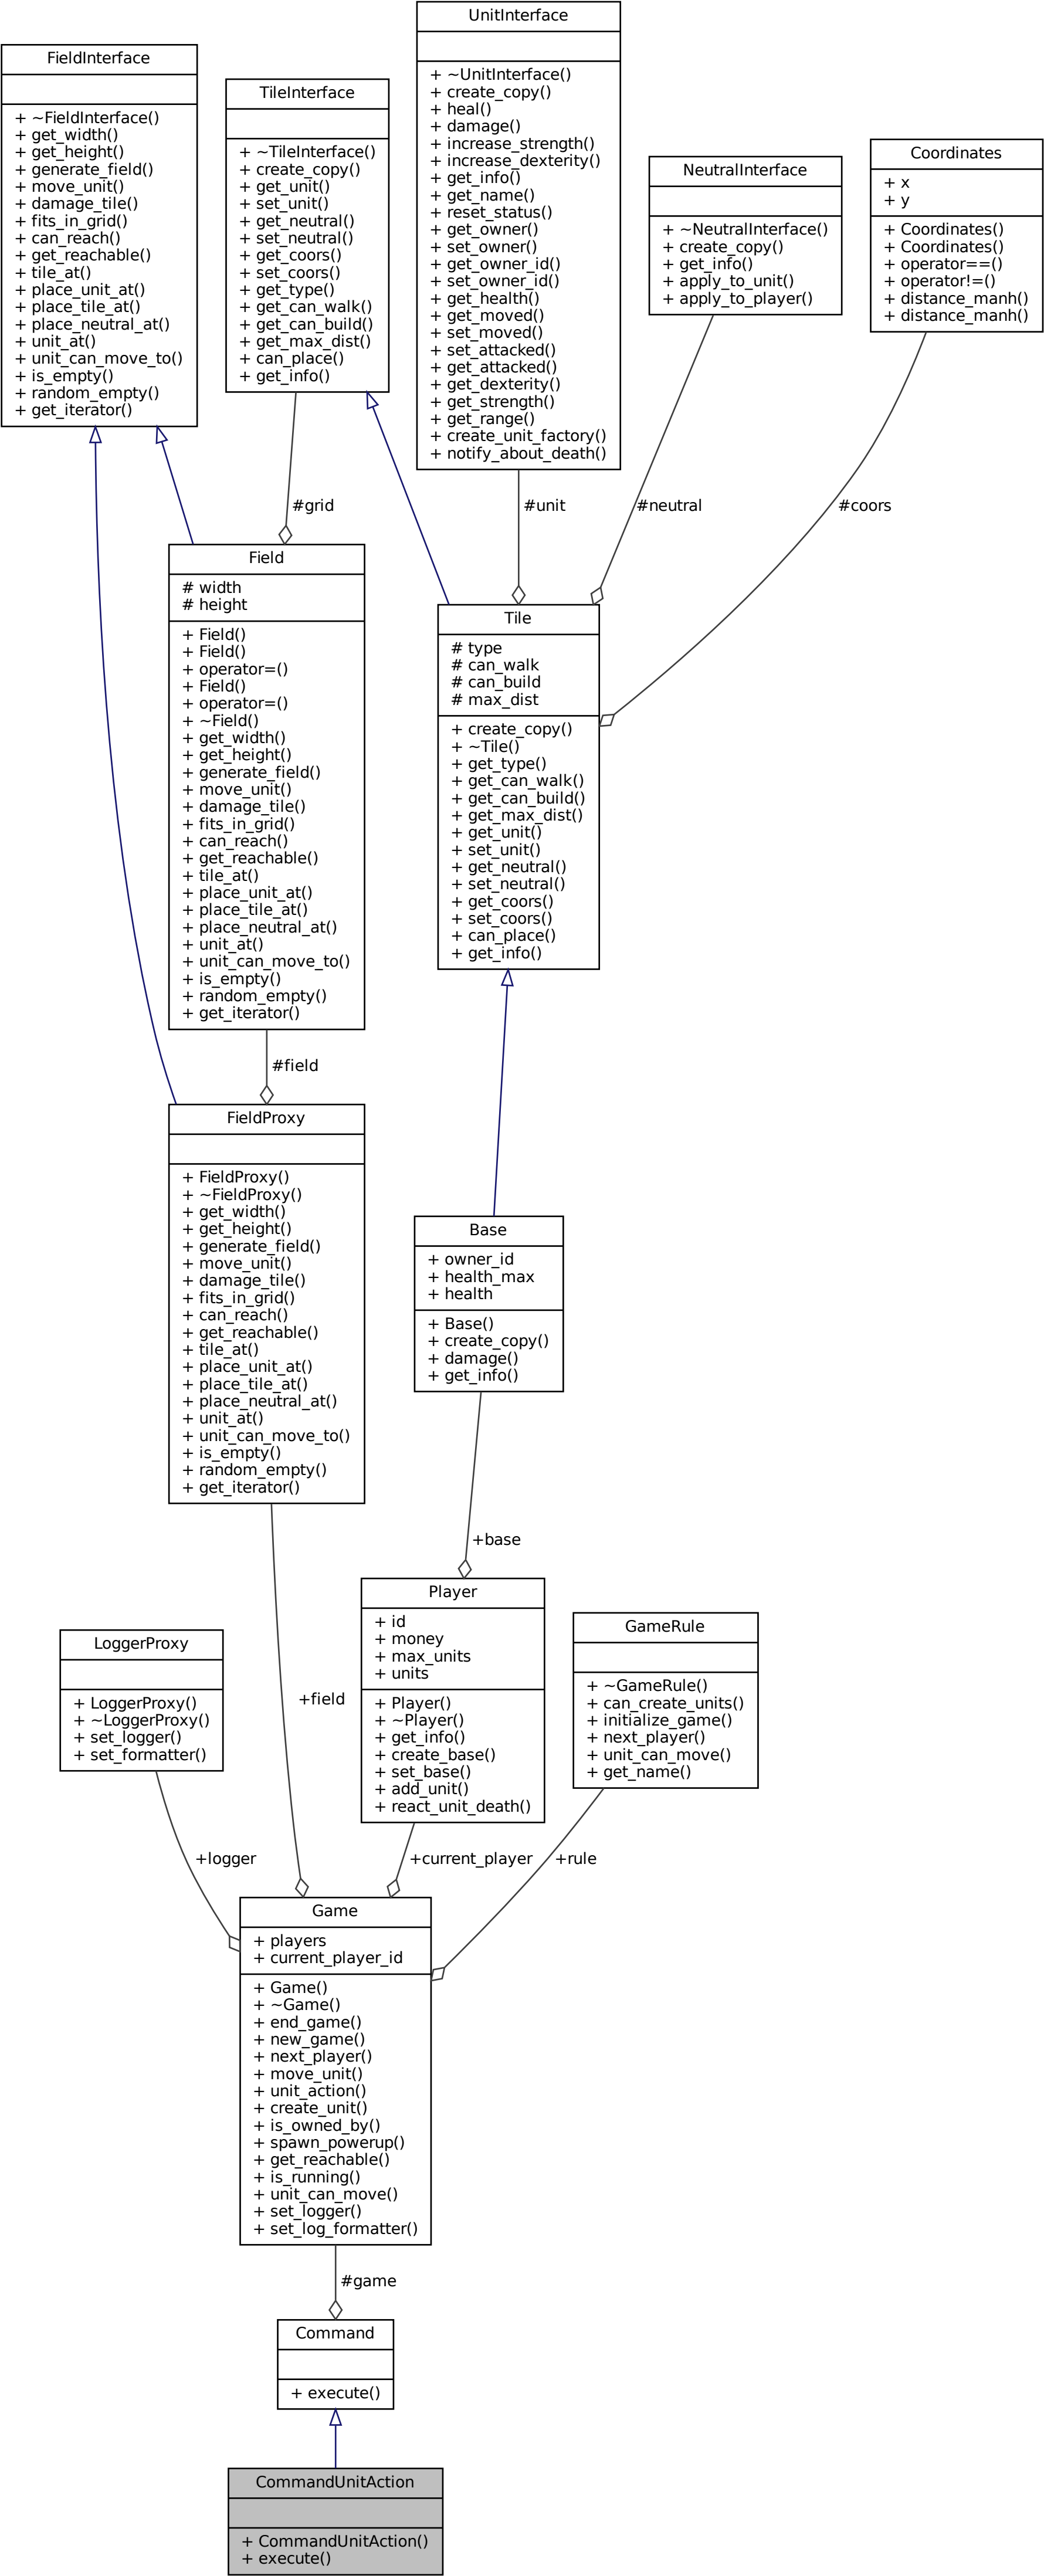 UnitInterface
+ ~UnitInterface()
+ create_copy()
+ heal()
+ damage()
+ increase_strength()
+ increase_dexterity()
+ get_info()
+ get_name()
+ reset_status()
+ get_owner()
+ set_owner()
+ get_owner_id()
+ set_owner_id()
+ get_health()
+ get_moved()
+ set_moved()
+ set_attacked()
+ get_attacked()
+ get_dexterity()
+ get_strength()
+ get_range()
+ create_unit_factory()
+ notify_about_death()
FieldInterface
+ ~FieldInterface()
+ get_width()
+ get_height()
+ generate_field()
+ move_unit()
+ damage_tile()
+ fits_in_grid()
+ can_reach()
+ get_reachable()
+ tile_at()
+ place_unit_at()
+ place_tile_at()
+ place_neutral_at()
+ unit_at()
+ unit_can_move_to()
+ is_empty()
+ random_empty()
+ get_iterator()
TileInterface
+ ~TileInterface()
+ create_copy()
+ get_unit()
+ set_unit()
+ get_neutral()
+ set_neutral()
+ get_coors()
+ set_coors()
+ get_type()
+ get_can_walk()
+ get_can_build()
+ get_max_dist()
+ can_place()
+ get_info()
NeutralInterface
+ ~NeutralInterface()
+ create_copy()
+ get_info()
+ apply_to_unit()
+ apply_to_player()
Coordinates
+ x
+ y
+ Coordinates()
+ Coordinates()
+ operator==()
+ operator!=()
+ distance_manh()
+ distance_manh()
#grid
#unit
#neutral
#coors
Field
# width
# height
+ Field()
+ Field()
+ operator=()
+ Field()
+ operator=()
+ ~Field()
+ get_width()
+ get_height()
+ generate_field()
+ move_unit()
+ damage_tile()
+ fits_in_grid()
+ can_reach()
+ get_reachable()
+ tile_at()
+ place_unit_at()
+ place_tile_at()
+ place_neutral_at()
+ unit_at()
+ unit_can_move_to()
+ is_empty()
+ random_empty()
+ get_iterator()
Tile
# type
# can_walk
# can_build
# max_dist
+ create_copy()
+ ~Tile()
+ get_type()
+ get_can_walk()
+ get_can_build()
+ get_max_dist()
+ get_unit()
+ set_unit()
+ get_neutral()
+ set_neutral()
+ get_coors()
+ set_coors()
+ can_place()
+ get_info()
#field
FieldProxy
+ FieldProxy()
+ ~FieldProxy()
+ get_width()
+ get_height()
+ generate_field()
+ move_unit()
+ damage_tile()
+ fits_in_grid()
+ can_reach()
+ get_reachable()
+ tile_at()
+ place_unit_at()
+ place_tile_at()
+ place_neutral_at()
+ unit_at()
+ unit_can_move_to()
+ is_empty()
+ random_empty()
+ get_iterator()
Base
+ owner_id
+ health_max
+ health
+ Base()
+ create_copy()
+ damage()
+ get_info()
+base
Player
+ id
+ money
+ max_units
+ units
+ Player()
+ ~Player()
+ get_info()
+ create_base()
+ set_base()
+ add_unit()
+ react_unit_death()
GameRule
+ ~GameRule()
+ can_create_units()
+ initialize_game()
+ next_player()
+ unit_can_move()
+ get_name()
LoggerProxy
+ LoggerProxy()
+ ~LoggerProxy()
+ set_logger()
+ set_formatter()
+field
+logger
+current_player
+rule
Game
+ players
+ current_player_id
+ Game()
+ ~Game()
+ end_game()
+ new_game()
+ next_player()
+ move_unit()
+ unit_action()
+ create_unit()
+ is_owned_by()
+ spawn_powerup()
+ get_reachable()
+ is_running()
+ unit_can_move()
+ set_logger()
+ set_log_formatter()
#game
Command
+ execute()
CommandUnitAction
+ CommandUnitAction()
+ execute()